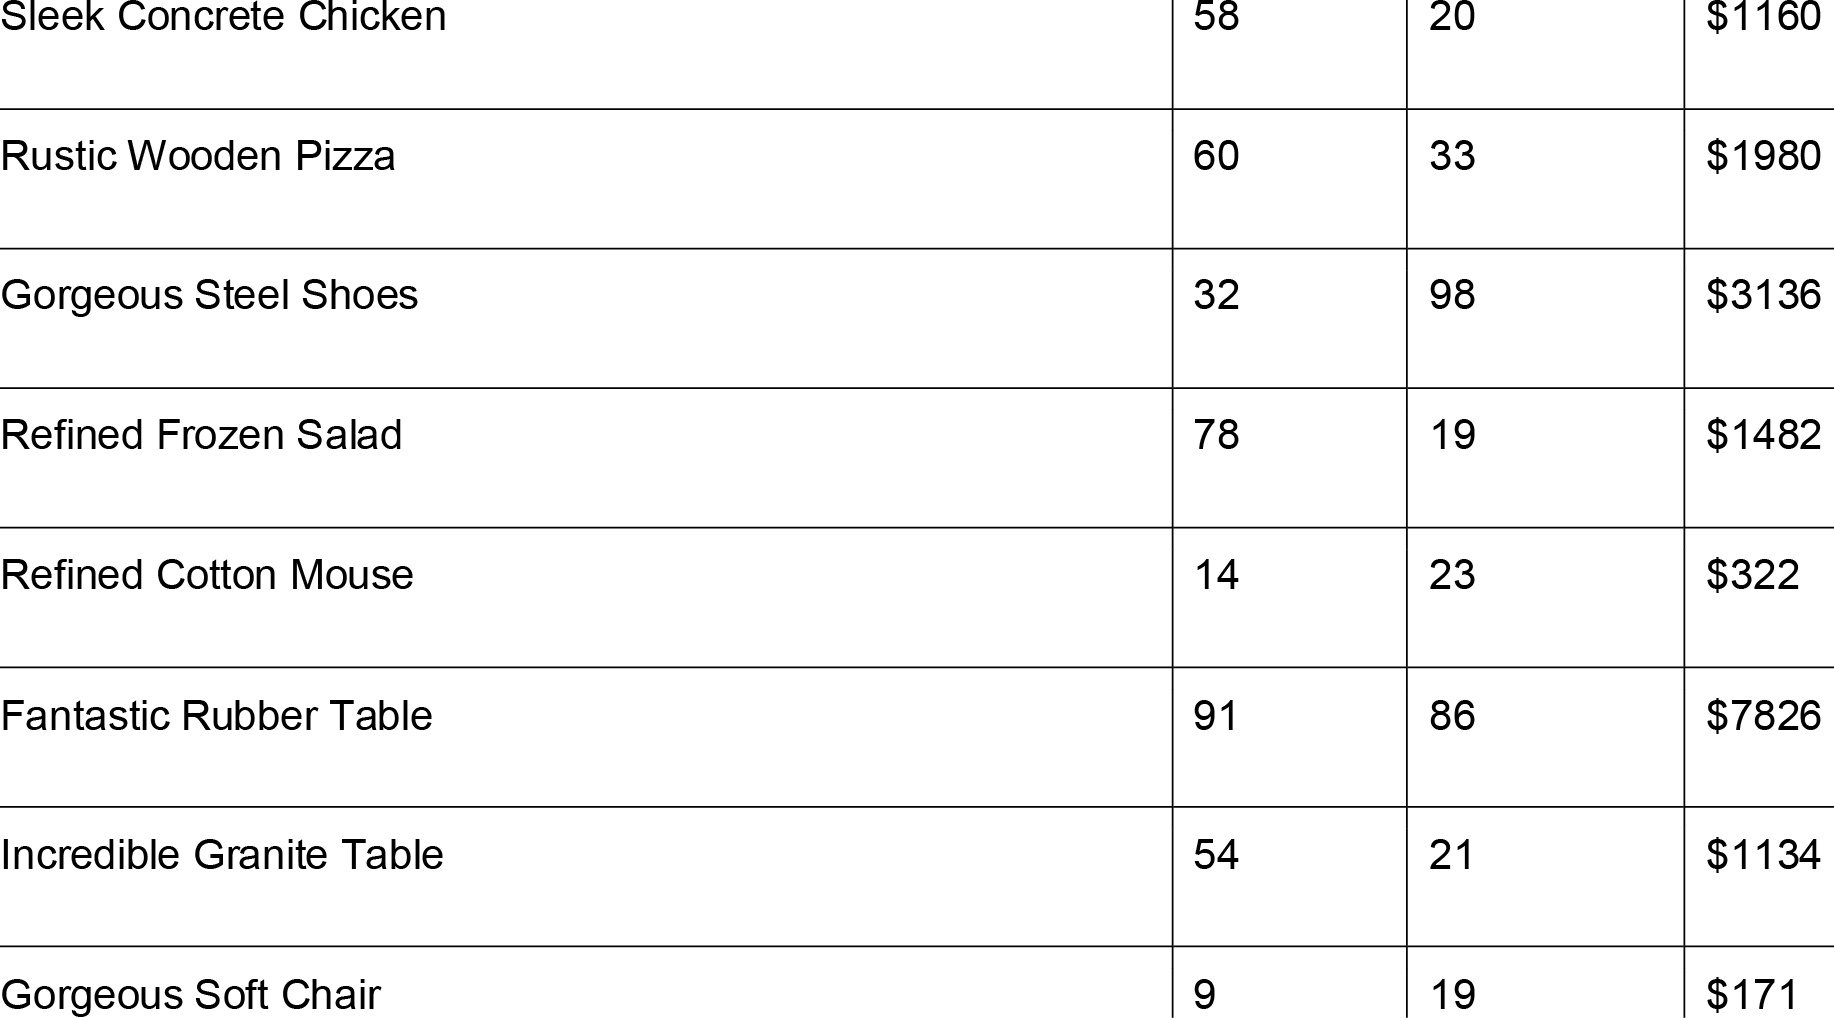 Sleek Concrete Chicken 58 20 $1160
Rustic Wooden Pizza 60 33 $1980
Gorgeous Steel Shoes 32 98 $3136
Refined Frozen Salad 78 19 $1482
Refined Cotton Mouse 14 23 $322
Fantastic Rubber Table 91 86 $7826
Incredible Granite Table 54 21 $1134
Gorgeous Soft Chair 9 19 $171